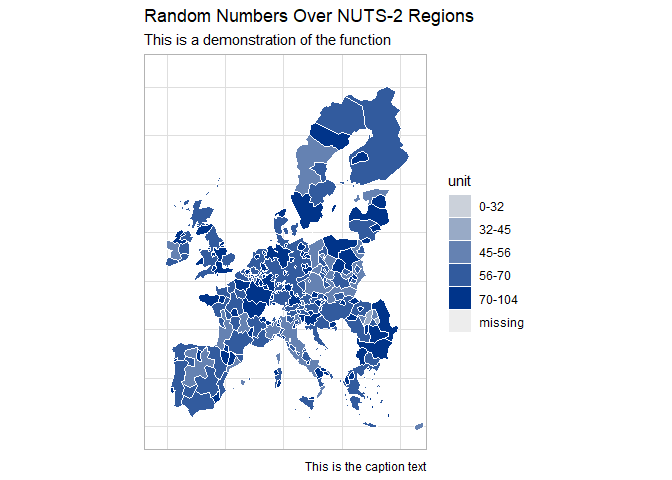 Random Numbers Over NUTS-2 Regions
This is a demonstration of the function
unit
0-32
32-45
45-56
56-70
70-104
missing
This is the caption text